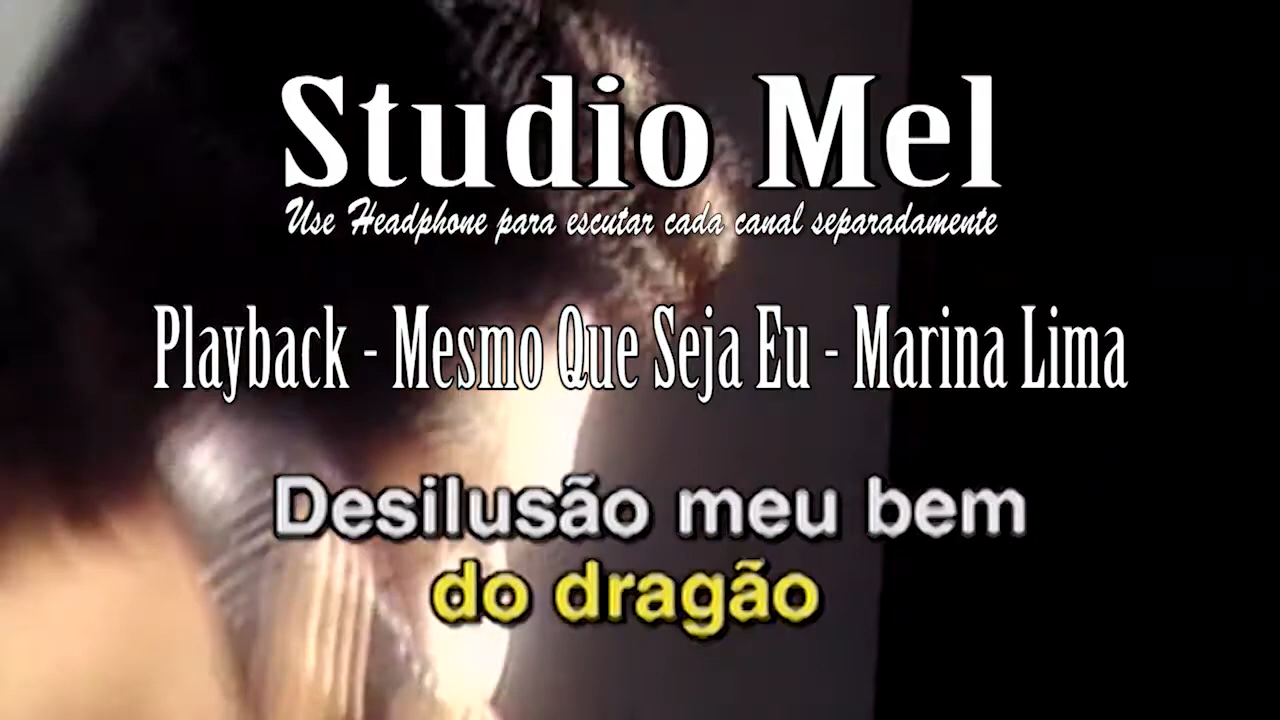 Studio Mel
Use Headphone para escutar cada canal separadamente
Playback - Mesmo Que Seja Eu - Marina Lima
Desilusão meu bem
do dragão